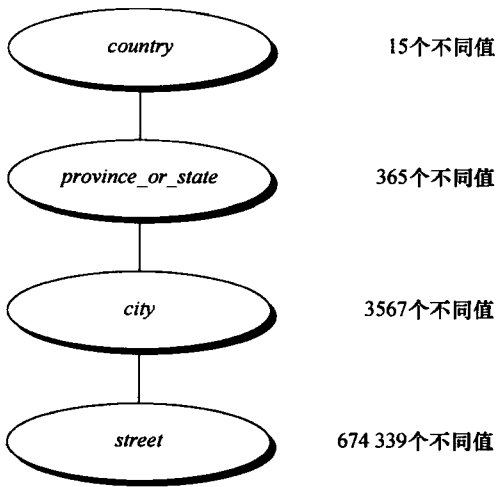 country 15个不同值
province_or_state 365个不同值
city 3567个不同值
street 674 339个不同值